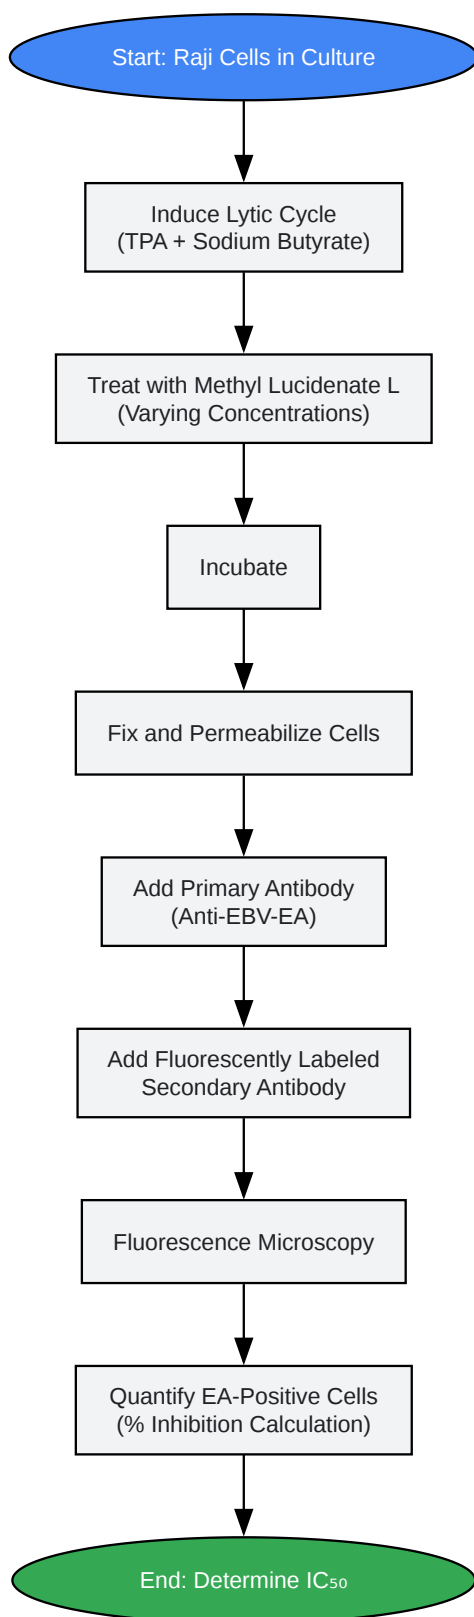 Start: Raji Cells in Culture
Induce Lytic Cycle
(TPA + Sodium Butyrate)
Treat with Methyl Lucidenate L
(Varying Concentrations)
Incubate
Fix and Permeabilize Cells
Add Primary Antibody
(Anti-EBV-EA)
Add Fluorescently Labeled
Secondary Antibody
Fluorescence Microscopy
Quantify EA-Positive Cells
(% Inhibition Calculation)
End: Determine IC₅₀